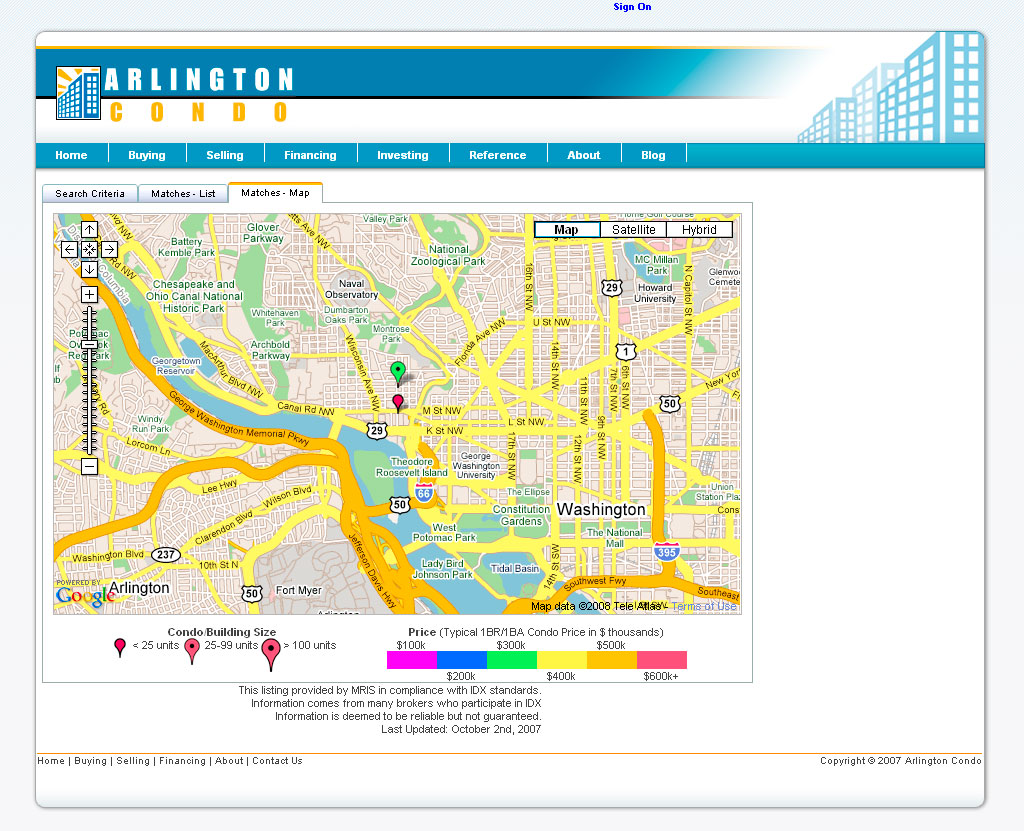 Sign On
ARLINGTON
CONDO
Home
Buying
Selling
Financing
Investing
Reference
About
Blog
Search Criteria
Matches - List
Matches - Map
Map
Satellite
Hybrid
Valley Park
Home Golf Course
Glover
Parkway
Battery
Kemble Park
National
Zoological Park
MC Millan
Park
Glenwo
Cemete
Naval
Observatory
Howard
University
29
Chesapeake and
Ohio Canal National
Historic Park
Whitehaven
Park
Dumbarton
Oaks Park
Montrose
Park
16th St NW
N Capitol St NW
U St NW
Florida Ave NW
Archbold
Parkway
Wisconsin Ave NW
Georgetown
Reservoir
MacArthur Blvd NW
14th St NW
1
7th St NW
6th St NW
11th St NW
New Yor
50
Canal Rd NW
M St NW
L St NW
9th St NW
Windy
Run Park
George Washington Memorial Pkwy
29
K St NW
17th St NW
12th St NW
Lorcom Ln
Theodore
Roosevelt Island
George
Washington
University
Lee Hwy
Wilson Blvd
66
50
The Elipse
Union
Station Plaz
Clarendon Blvd
Constitution
Gardens
Washington
Cons
West
Potomac Park
The National
Mall
Washington Blvd
237
10th St N
Jefferson Davis Hwy
Lady Bird
Johnson Park
Tidal Basin
14th St SW
395
POWERED BY
Google
Arlington
50
Fort Myer
Southwest Fwy
Southeast
Arlington
Map data ©2008 Tele Atlas - Terms of Use
Condo/Building Size
< 25 units
25-99 units
> 100 units
Price (Typical 1BR/1BA Condo Price in $ thousands)
$100k
$300k
$500k
$200k
$400k
$600k+
This listing provided by MRIS in compliance with IDX standards.
Information comes from many brokers who participate in IDX
Information is deemed to be reliable but not guaranteed.
Last Updated: October 2nd, 2007
Home | Buying | Selling | Financing | About | Contact Us
Copyright © 2007 Arlington Condo